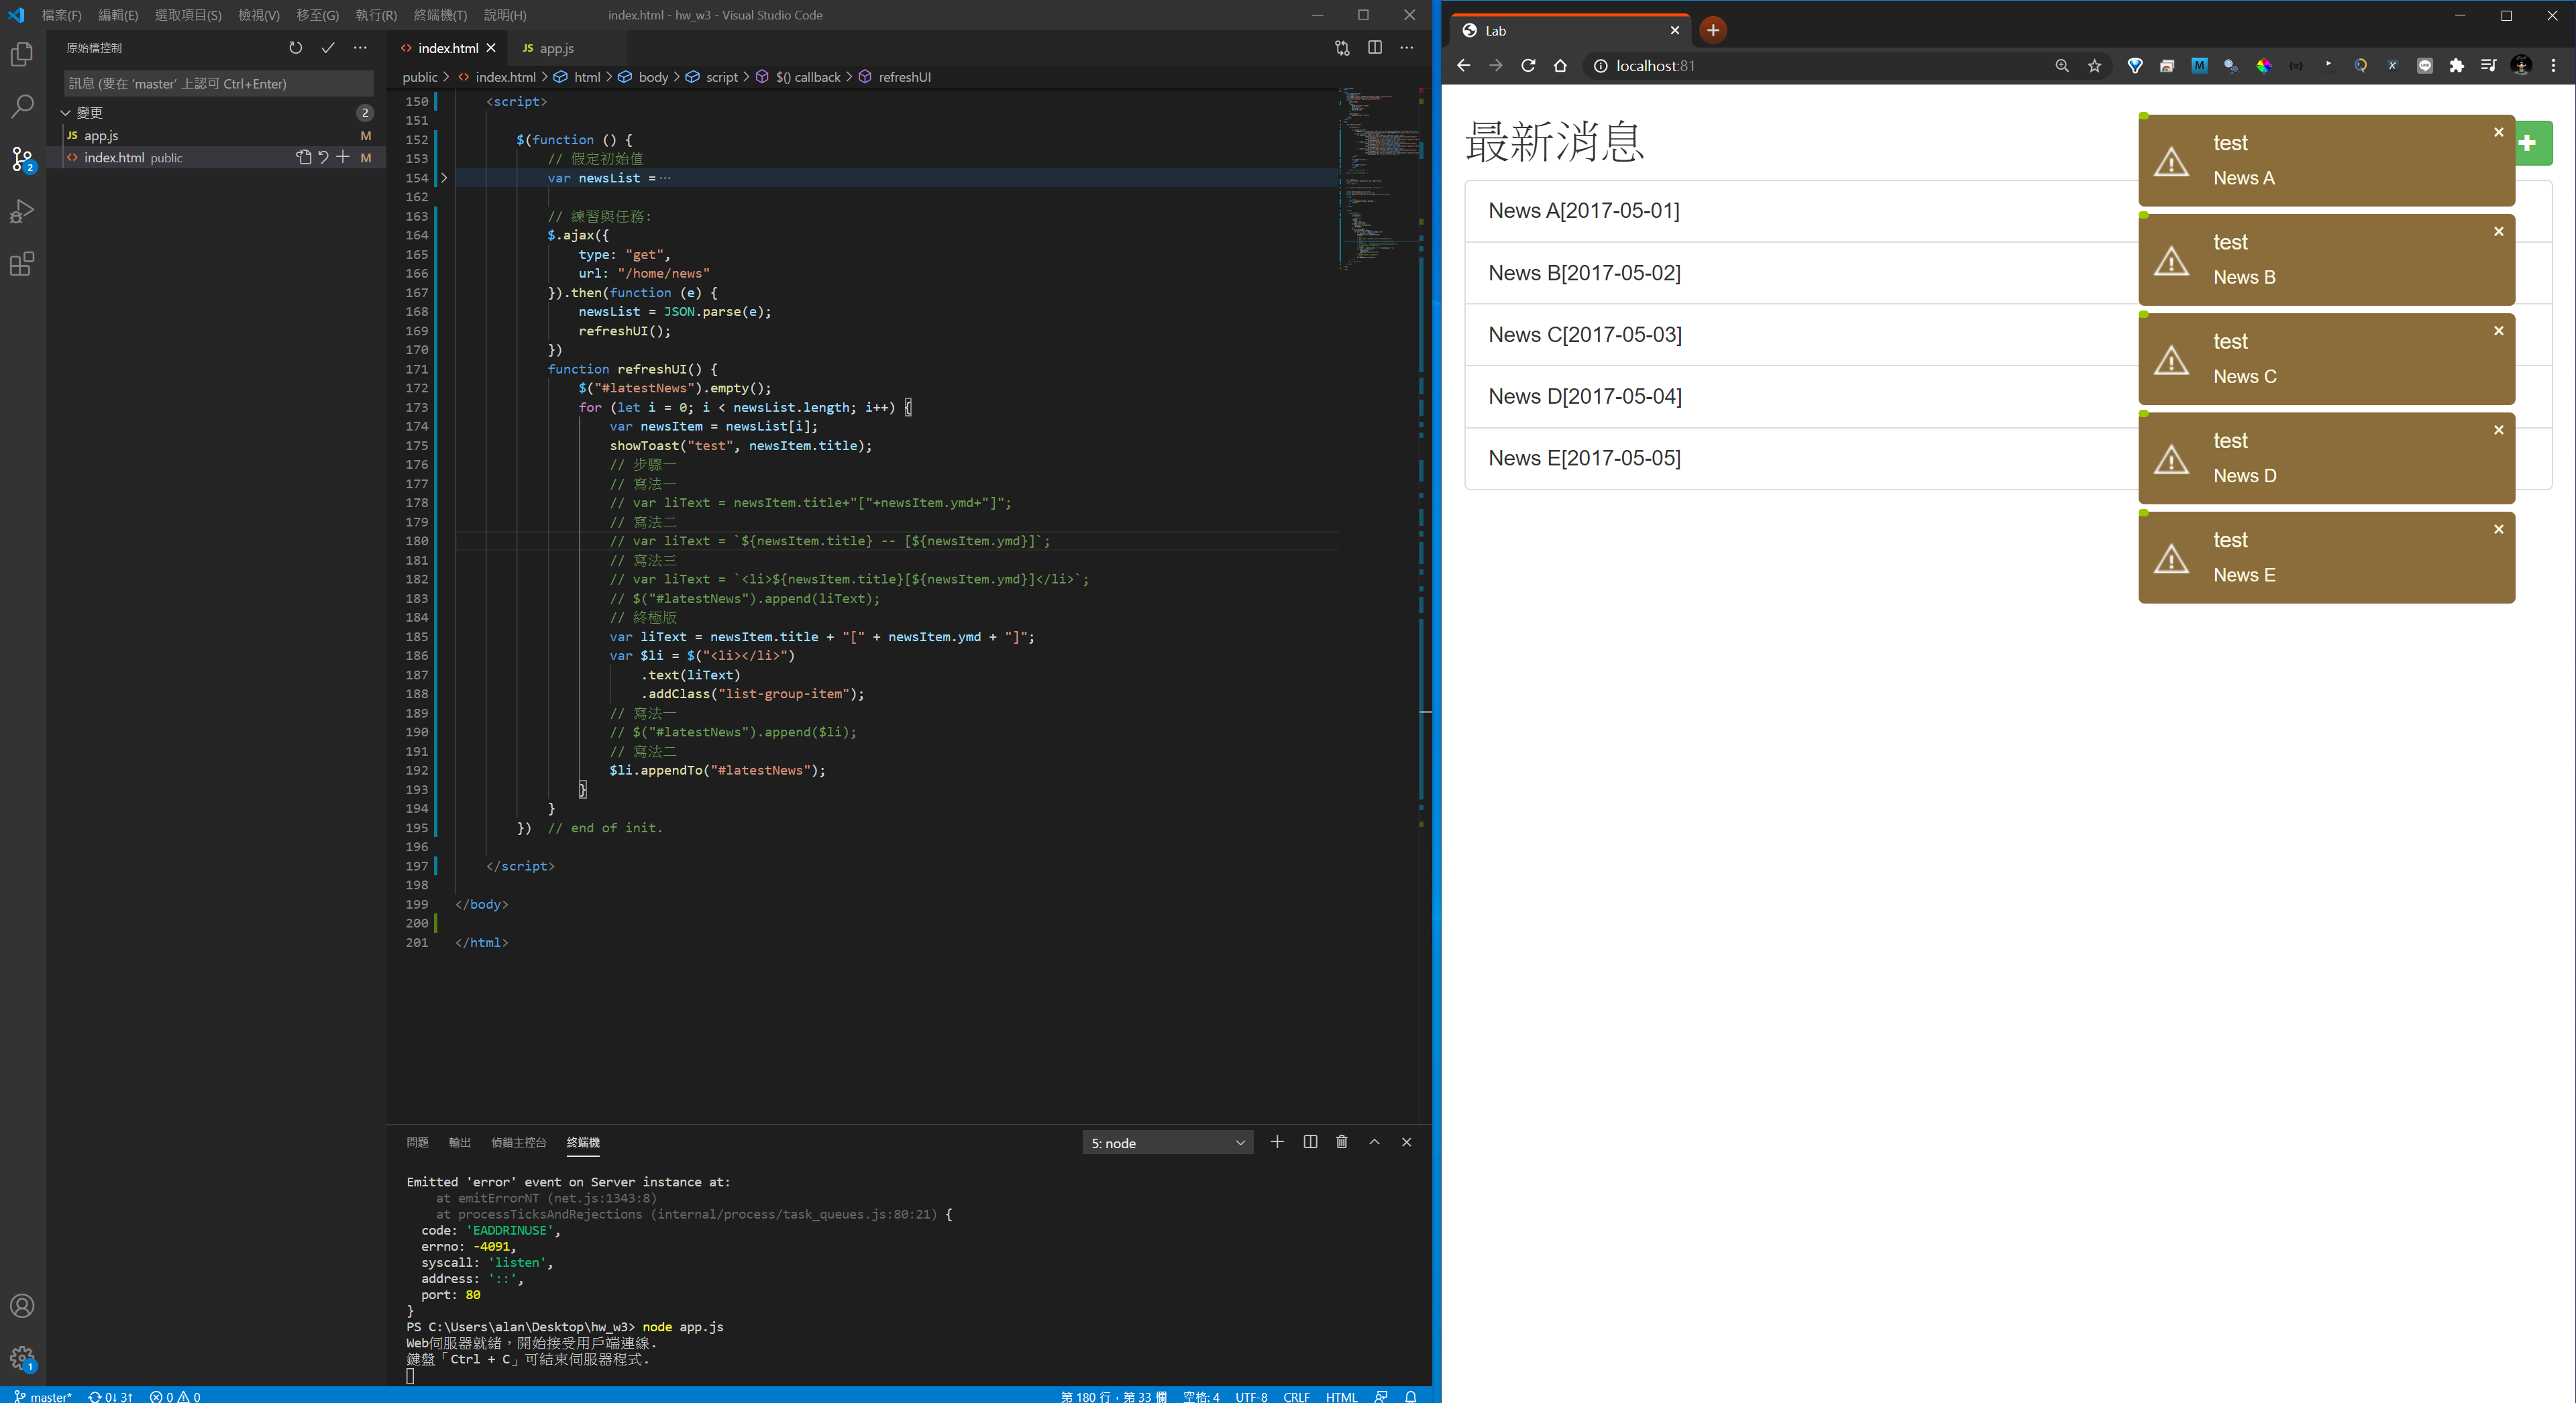 檔案(F) 編輯(E) 選取項目(S) 檢視(V) 移至(G) 執行(R) 終端機(T) 說明(H) index.html - hw_w3 - Visual Studio Code
原始檔控制
訊息 (要在 'master' 上認可 Ctrl+Enter)
變更 2
JS app.js M
index.html public M
2
1
index.html JS app.js
public > index.html > html > body > script > $() callback > refreshUI
150 <script>
151
152 $(function () {
153 // 假定初始值
154 var newsList =···
162
163 // 練習與任務:
164 $.ajax({
165 type: "get",
166 url: "/home/news"
167 }).then(function (e) {
168 newsList = JSON.parse(e);
169 refreshUI();
170 })
171 function refreshUI() {
172 $("#latestNews").empty();
173 for (let i = 0; i < newsList.length; i++) {
174 var newsItem = newsList[i];
175 showToast("test", newsItem.title);
176 // 步驟一
177 // 寫法一
178 // var liText = newsItem.title+"["+newsItem.ymd+"]";
179 // 寫法二
180 // var liText = `${newsItem.title} -- [${newsItem.ymd}]`;
181 // 寫法三
182 // var liText = `<li>${newsItem.title}[${newsItem.ymd}]</li>`;
183 // $("#latestNews").append(liText);
184 // 終極版
185 var liText = newsItem.title + "[" + newsItem.ymd + "]";
186 var $li = $("<li></li>")
187 .text(liText)
188 .addClass("list-group-item");
189 // 寫法一
190 // $("#latestNews").append($li);
191 // 寫法二
192 $li.appendTo("#latestNews");
193 }
194 }
195 }) // end of init.
196
197 </script>
198
199 </body>
200
201 </html>
問題 輸出 偵錯主控台 終端機 5: node
Emitted 'error' event on Server instance at:
at emitErrorNT (net.js:1343:8)
at processTicksAndRejections (internal/process/task_queues.js:80:21) {
code: 'EADDRINUSE',
errno: -4091,
syscall: 'listen',
address: '::',
port: 80
}
PS C:\Users\alan\Desktop\hw_w3> node app.js
Web伺服器就緒，開始接受用戶端連線.
鍵盤「Ctrl + C」可結束伺服器程式.
master* 0↓ 3↑ 0 0 第 180 行，第 33 欄 空格: 4 UTF-8 CRLF HTML
Lab
localhost:81
最新消息
News A[2017-05-01]
News B[2017-05-02]
News C[2017-05-03]
News D[2017-05-04]
News E[2017-05-05]
test
News A
test
News B
test
News C
test
News D
test
News E